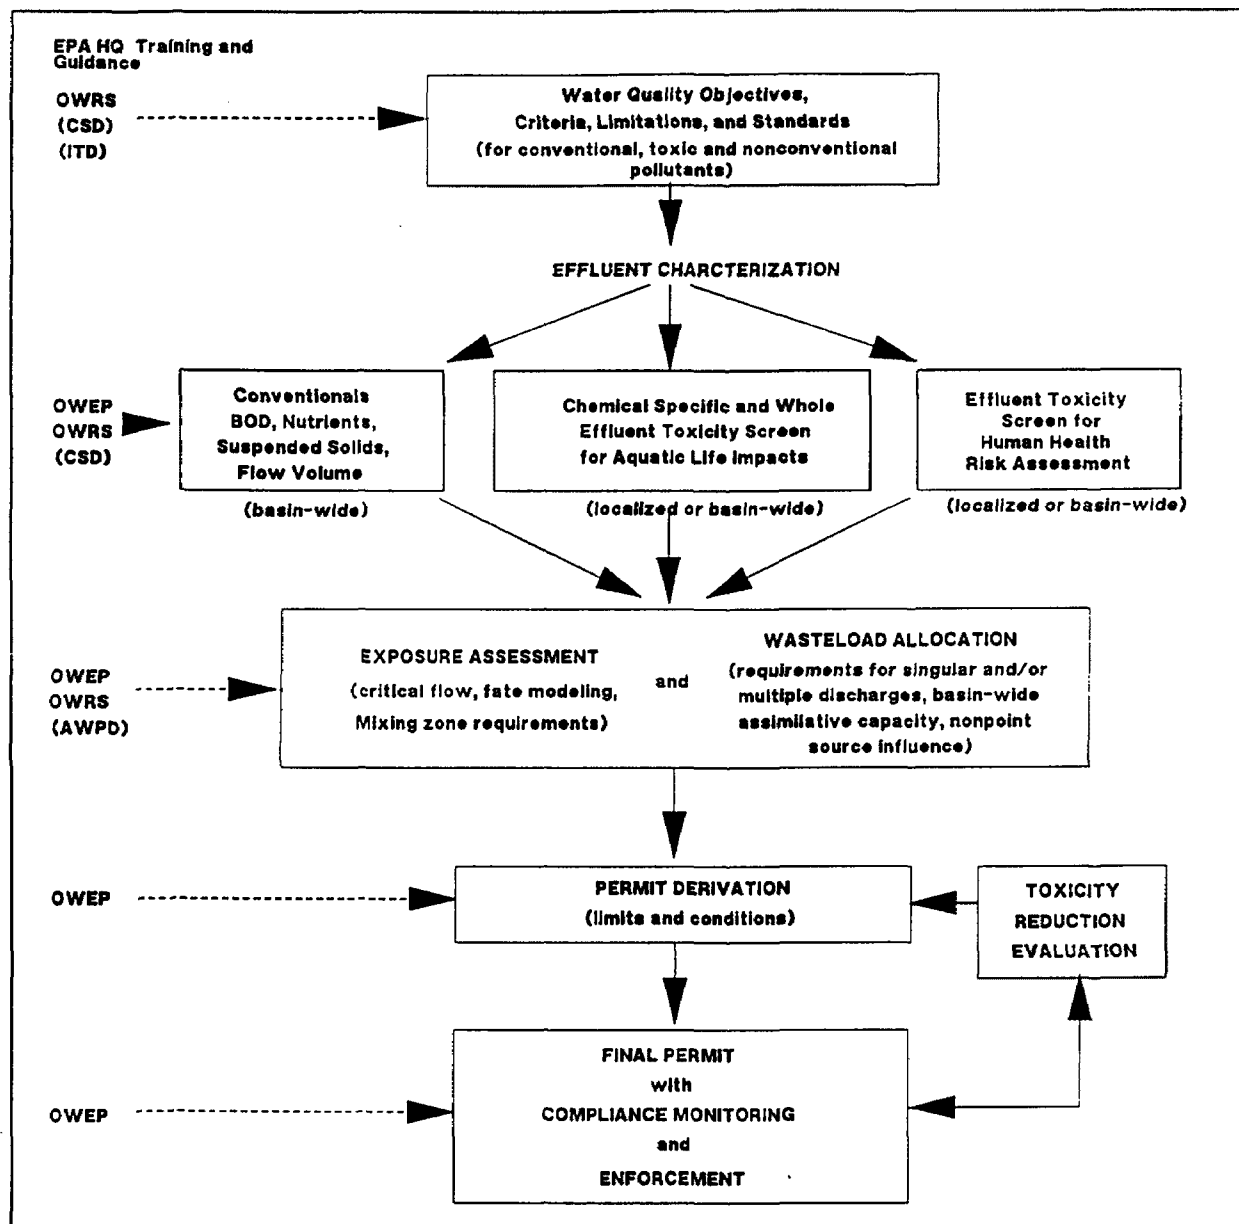 EPA HQ Training and
Guidance
OWRS
(CSD)
(ITD)
Water Quality Objectives,
Criteria, Limitations, and Standards
(for conventional, toxic and nonconventional
pollutants)
EFFLUENT CHARCTERIZATION
OWEP
OWRS
(CSD)
Conventionals
BOD, Nutrients,
Suspended Solids,
Flow Volume
(basin-wide)
Chemical Specific and Whole
Effluent Toxicity Screen
for Aquatic Life Impacts
(localized or basin-wide)
Effluent Toxicity
Screen for
Human Health
Risk Assessment
(localized or basin-wide)
OWEP
OWRS
(AWPD)
EXPOSURE ASSESSMENT
(critical flow, fate modeling,
Mixing zone requirements)
and
WASTELOAD ALLOCATION
(requirements for singular and/or
multiple discharges, basin-wide
assimilative capacity, nonpoint
source influence)
OWEP
PERMIT DERIVATION
(limits and conditions)
TOXICITY
REDUCTION
EVALUATION
OWEP
FINAL PERMIT
with
COMPLIANCE MONITORING
and
ENFORCEMENT